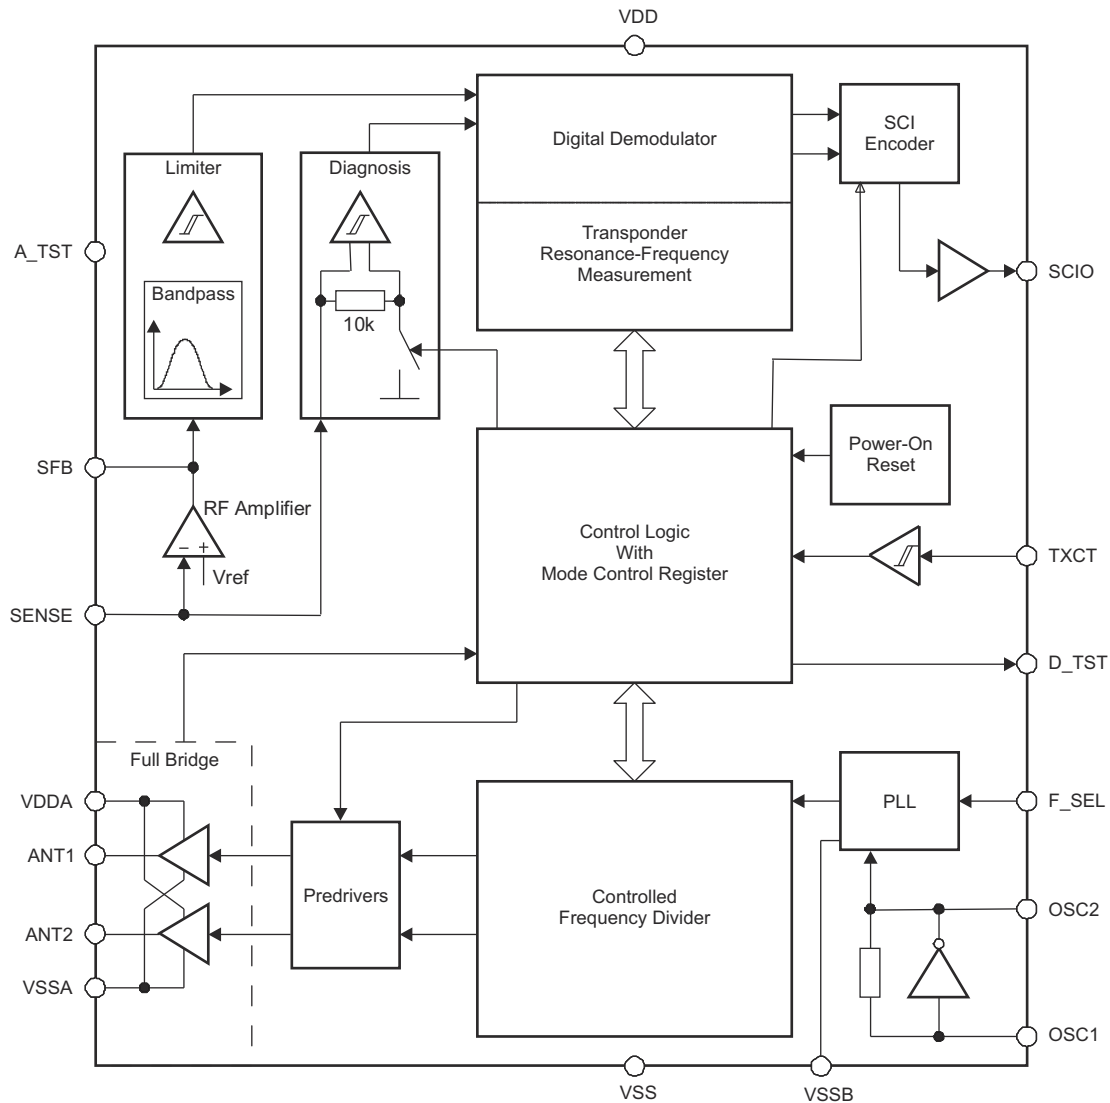 VDD
Limiter
Diagnosis
Digital Demodulator
SCI
Encoder
A_TST
Transponder
Resonance-Frequency
Measurement
SCIO
Bandpass
10k
SFB
RF Amplifier
Power-On
Reset
− +
Vref
Control Logic
With
Mode Control Register
TXCT
SENSE
D_TST
Full Bridge
VDDA
PLL
F_SEL
ANT1
Predrivers
Controlled
Frequency Divider
OSC2
ANT2
VSSA
OSC1
VSS
VSSB